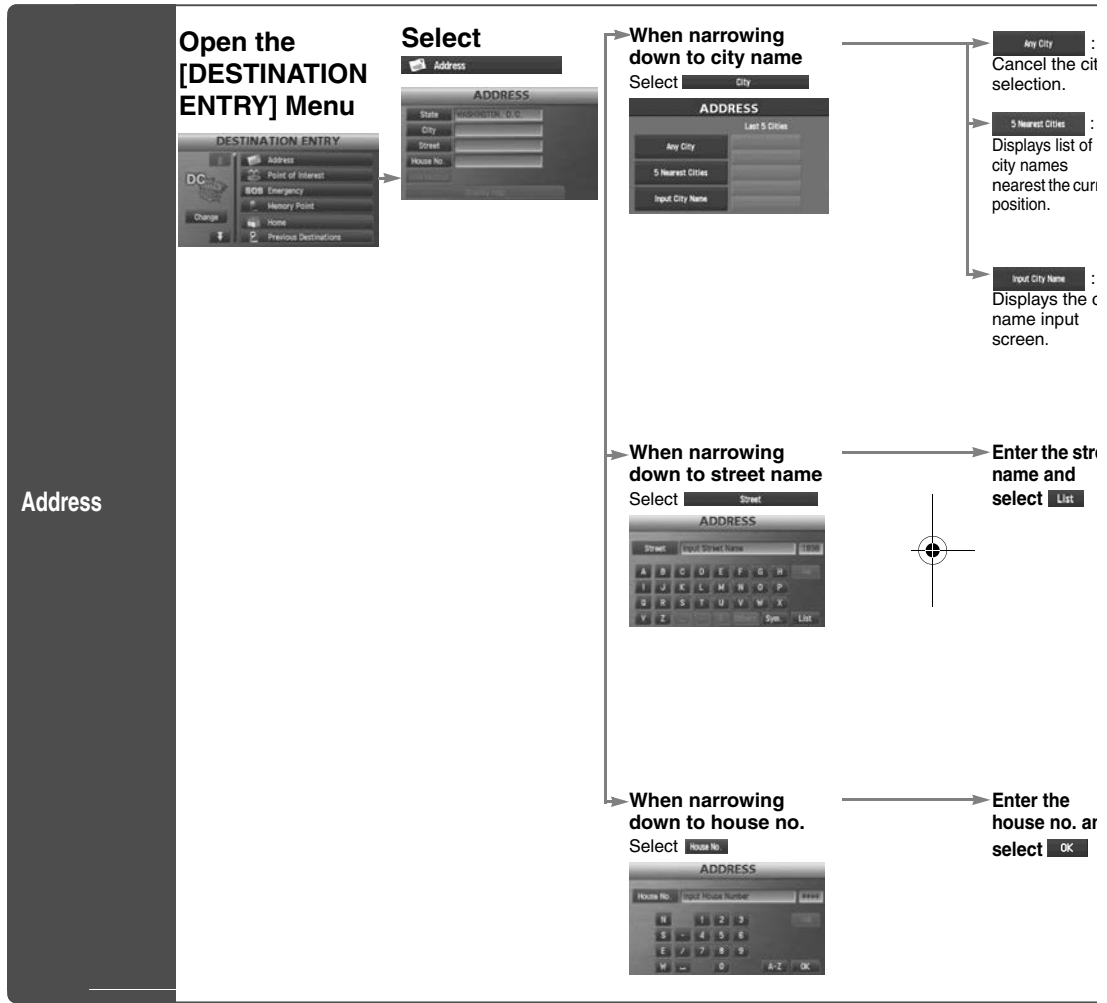 Address
Open the
[DESTINATION
ENTRY] Menu
DESTINATION ENTRY
DC
Change
Address
Point of Interest
SOS Emergency
Memory Point
Home
Previous Destinations
Select
Address
ADDRESS
State WASHINGTON, D.C.
City
Street
House No.
When narrowing
down to city name
Select City
ADDRESS
Last 5 Cities
Any City
5 Nearest Cities
Input City Name
Any City :
Cancel the cit
selection.
5 Nearest Cities :
Displays list of
city names
nearest the curr
position.
Input City Name :
Displays the c
name input
screen.
When narrowing
down to street name
Select Street
ADDRESS
Street Input Street Name
A B C D E F G H
I J K L M N O P
Q R S T U V W X
Y Z Sym. List
Enter the stre
name and
select List
When narrowing
down to house no.
Select House No.
ADDRESS
House No. Input House Number
N 1 2 3
S - 4 5 6
E / 7 8 9
W 0 A-Z OK
Enter the
house no. an
select OK